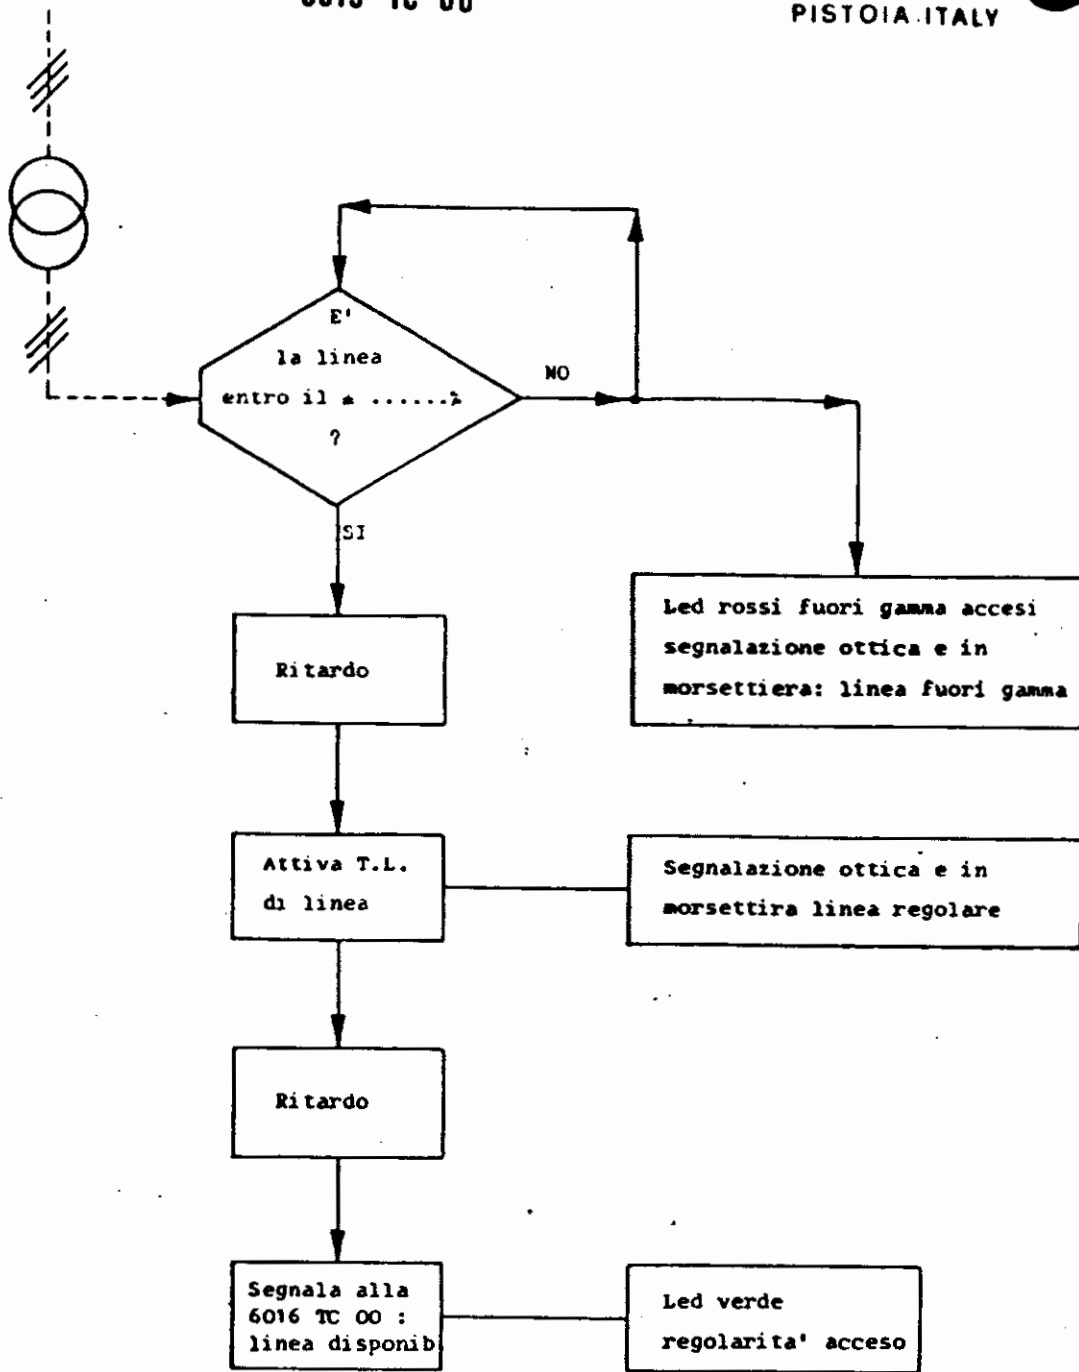 TC 00
PISTOIA.ITALY
E'
la linea
entro il ± ......%
?
NO
SI
Ritardo
Led rossi fuori gamma accesi
segnalazione ottica e in
morsettiera: linea fuori gamma
Attiva T.L.
di linea
Segnalazione ottica e in
morsettira linea regolare
Ritardo
Segnala alla
6016 TC 00 :
linea disponib
Led verde
regolarita' acceso